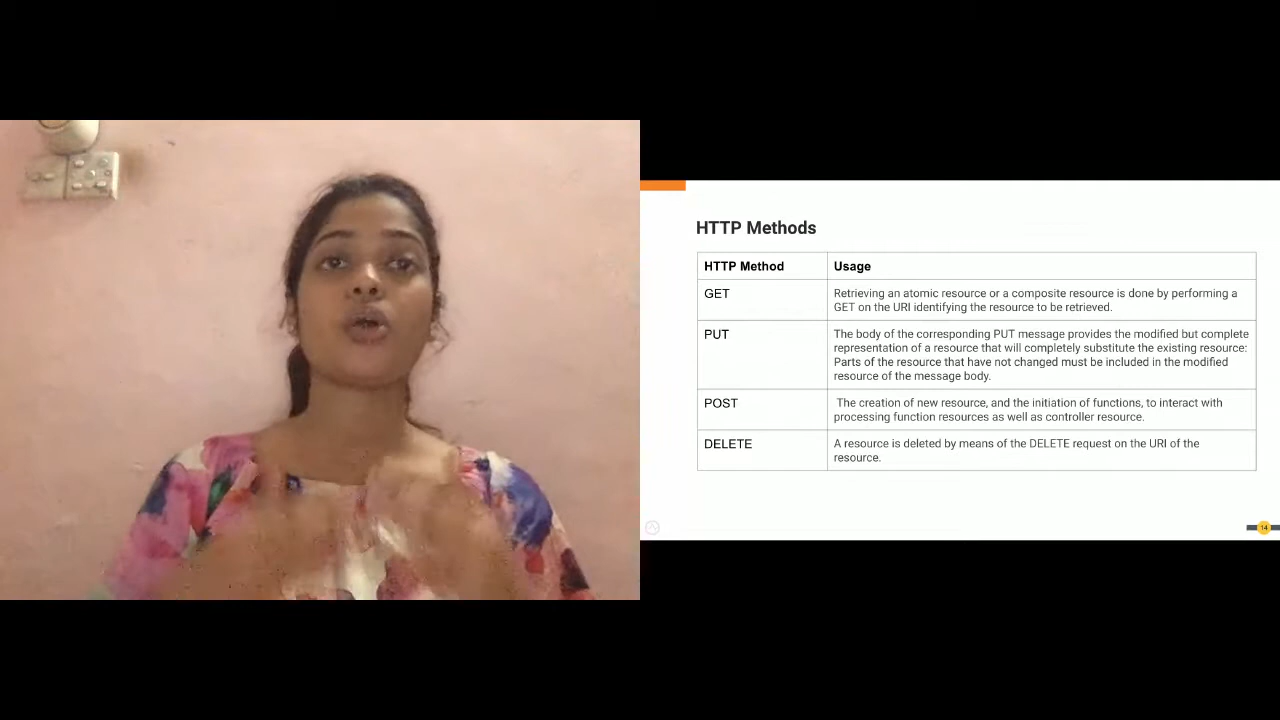 HTTP Methods
HTTP Method Usage
GET Retrieving an atomic resource or a composite resource is done by performing a
GET on the URI identifying the resource to be retrieved.
PUT The body of the corresponding PUT message provides the modified but complete
representation of a resource that will completely substitute the existing resource:
Parts of the resource that have not changed must be included in the modified
resource of the message body.
POST The creation of new resource, and the initiation of functions, to interact with
processing function resources as well as controller resource.
DELETE A resource is deleted by means of the DELETE request on the URI of the
resource.
14